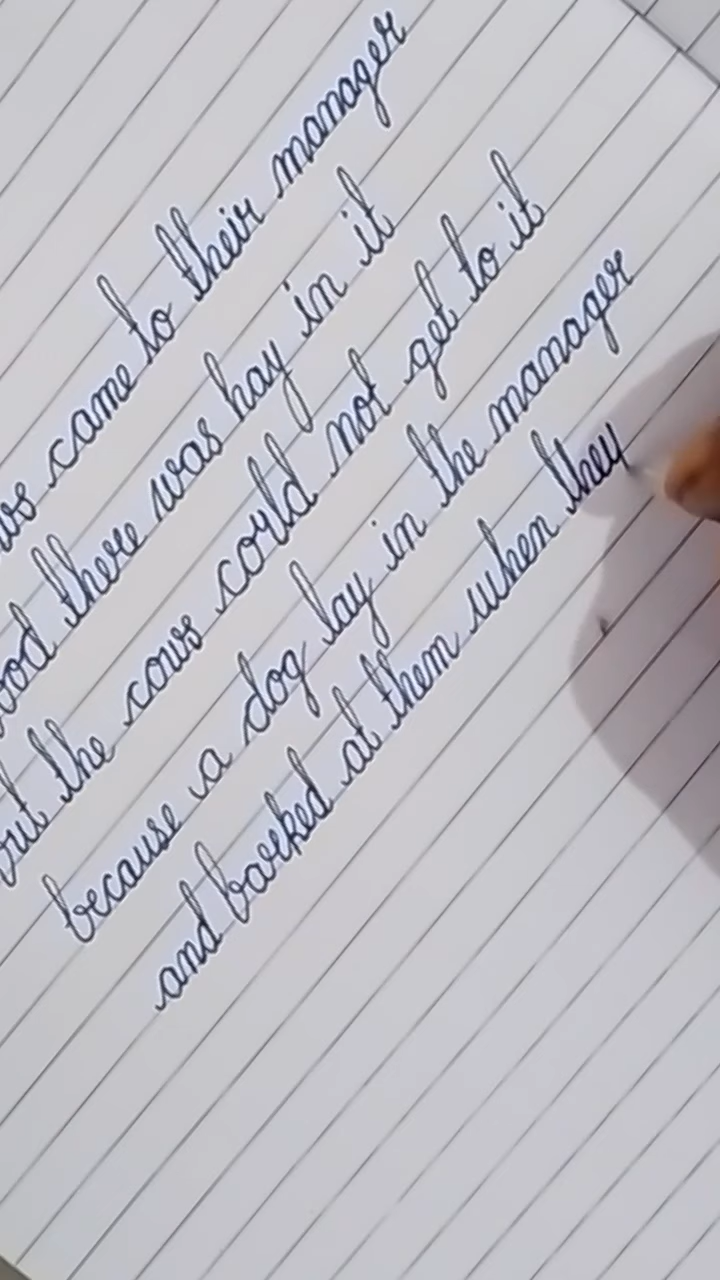 came to their manager
there was hay in it
the cows could not get to it
because a dog lay in the manager
and barked at them when they